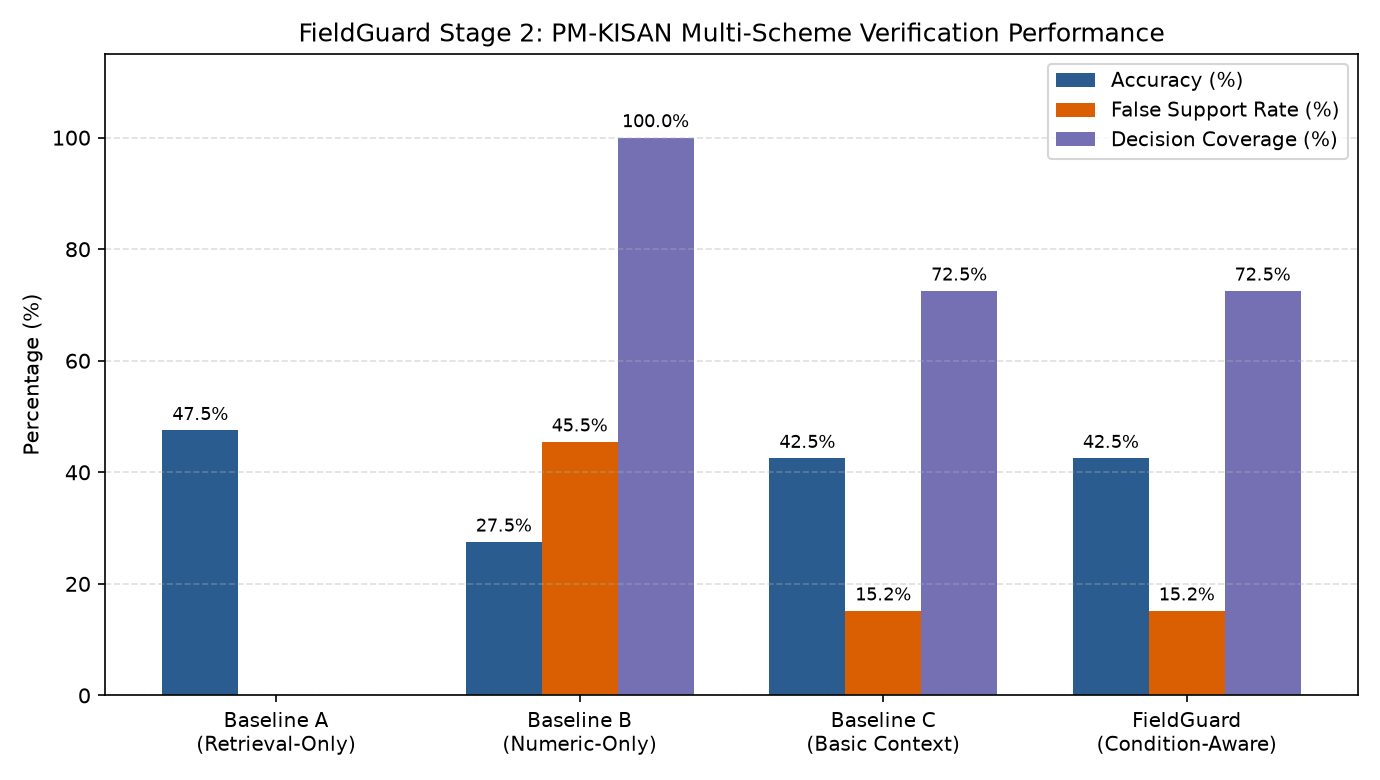 FieldGuard Stage 2: PM-KISAN Multi-Scheme Verification Performance
Accuracy (%)
False Support Rate (%)
Decision Coverage (%)
Percentage (%)
100
80
60
40
20
0
47.5%
27.5%
45.5%
100.0%
42.5%
15.2%
72.5%
42.5%
15.2%
72.5%
Baseline A
(Retrieval-Only)
Baseline B
(Numeric-Only)
Baseline C
(Basic Context)
FieldGuard
(Condition-Aware)